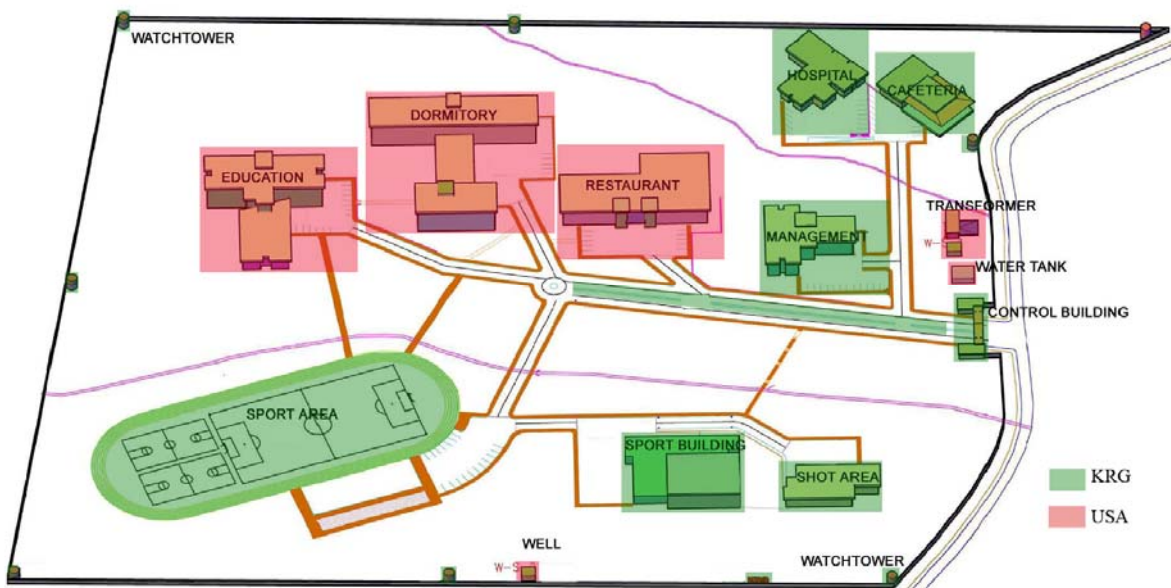 WATCHTOWER
HOSPITAL
CAFETERIA
DORMITORY
EDUCATION
RESTAURANT
TRANSFORMER
MANAGEMENT
WATER TANK
CONTROL BUILDING
SPORT AREA
SPORT BUILDING
SHOT AREA
KRG
USA
WELL
WATCHTOWER